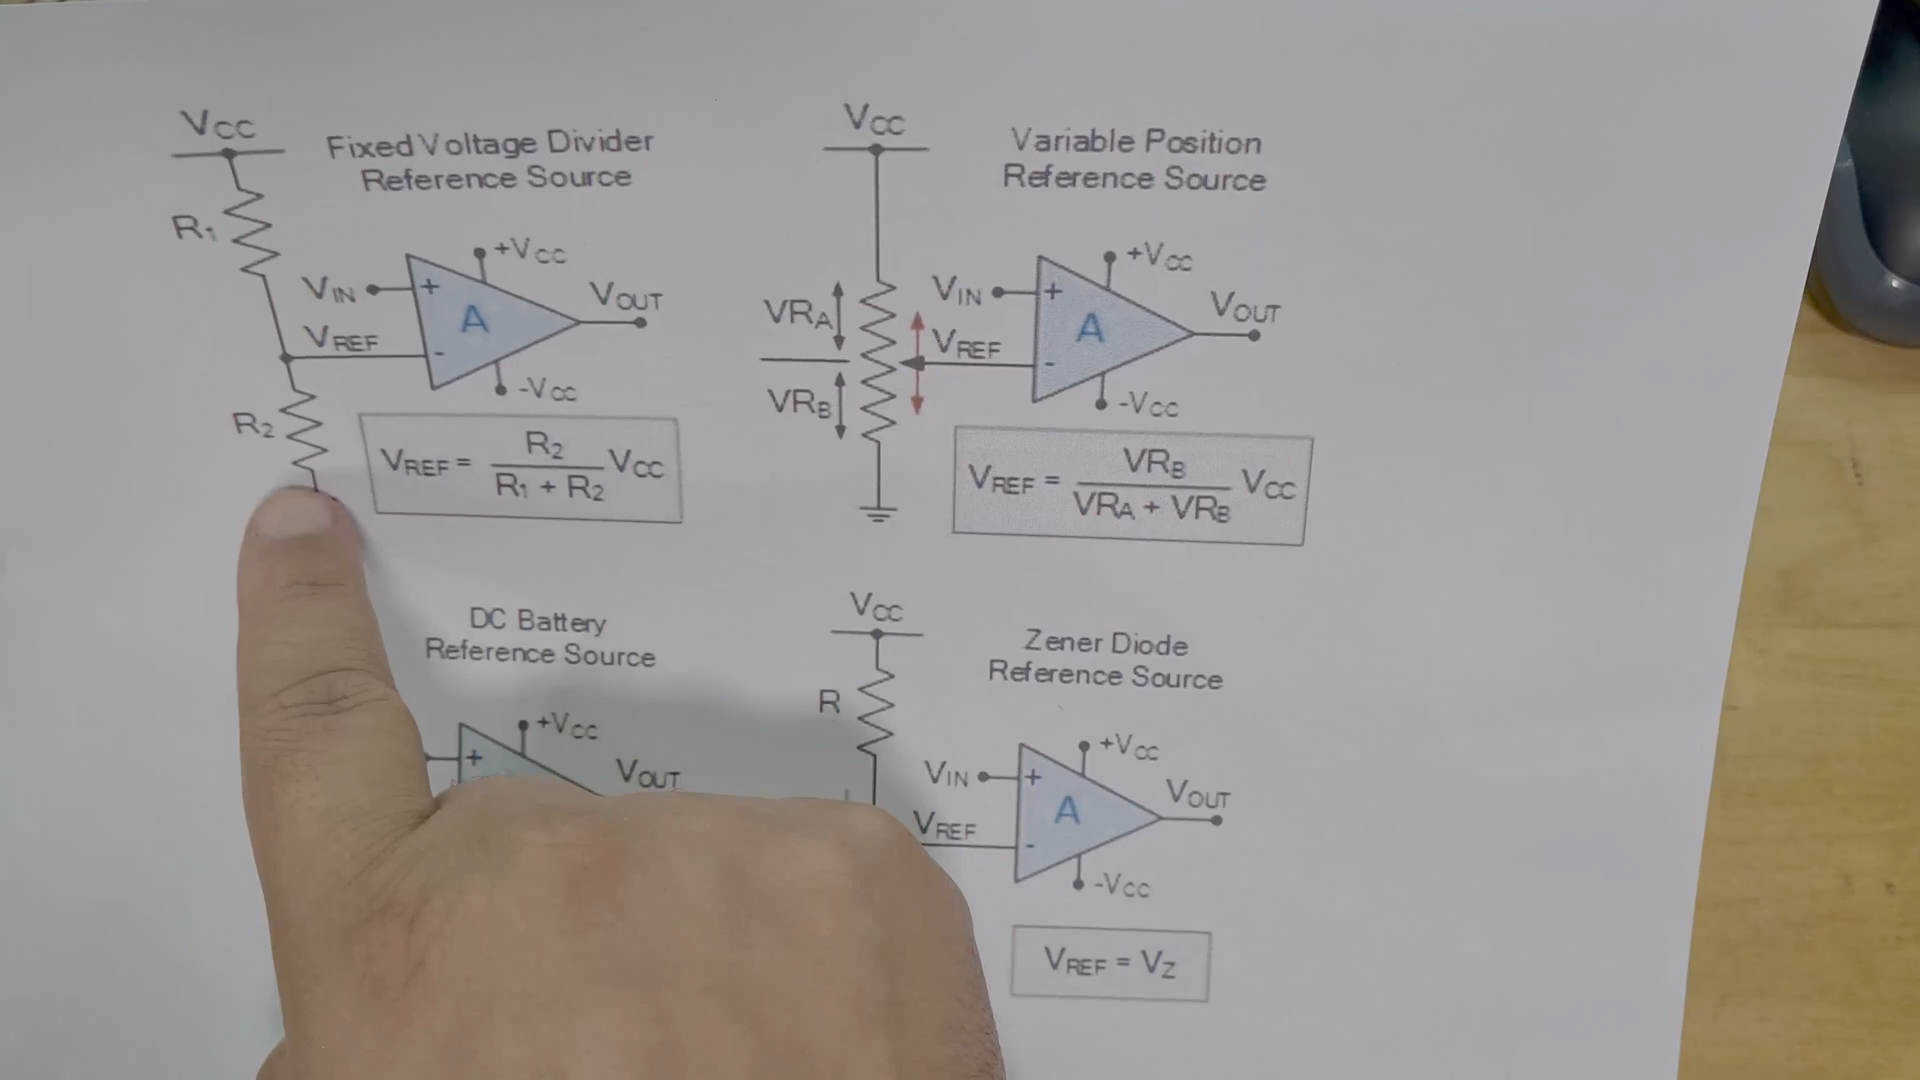 VCC
Fixed Voltage Divider
Reference Source
R1
+VCC
VIN
+
A
VOUT
VREF
-
-VCC
R2
VREF = R2
R1 + R2 VCC
VCC
Variable Position
Reference Source
+VCC
VRA
VIN
+
A
VOUT
VREF
-
VRB
-VCC
VREF = VRB
VRA + VRB VCC
DC Battery
Reference Source
+VCC
+
VOUT
VCC
Zener Diode
Reference Source
R
+VCC
VIN
+
A
VOUT
VREF
-
-VCC
VREF = VZ